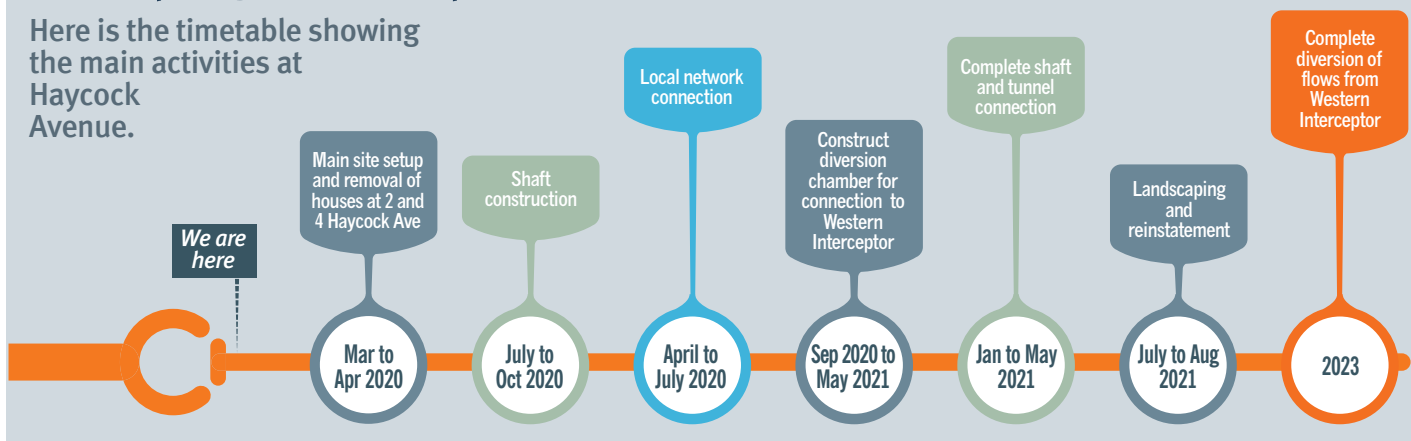 Here is the timetable showing
the main activities at
Haycock
Avenue.
We are
here
Main site setup
and removal of
houses at 2 and
4 Haycock Ave
Mar to
Apr 2020
Shaft
construction
July to
Oct 2020
Local network
connection
April to
July 2020
Construct
diversion
chamber for
connection to
Western
Interceptor
Sep 2020 to
May 2021
Complete shaft
and tunnel
connection
Jan to May
2021
Landscaping
and
reinstatement
July to Aug
2021
Complete
diversion of
flows from
Western
Interceptor
2023